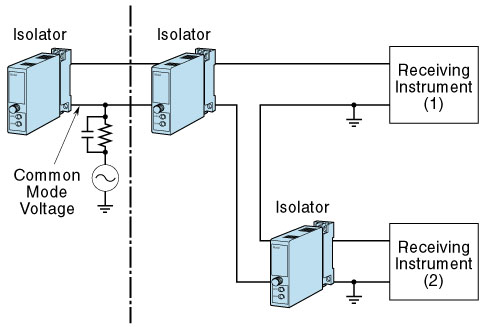 Isolator
Isolator
Receiving
Instrument
(1)
Common
Mode
Voltage
Isolator
Receiving
Instrument
(2)